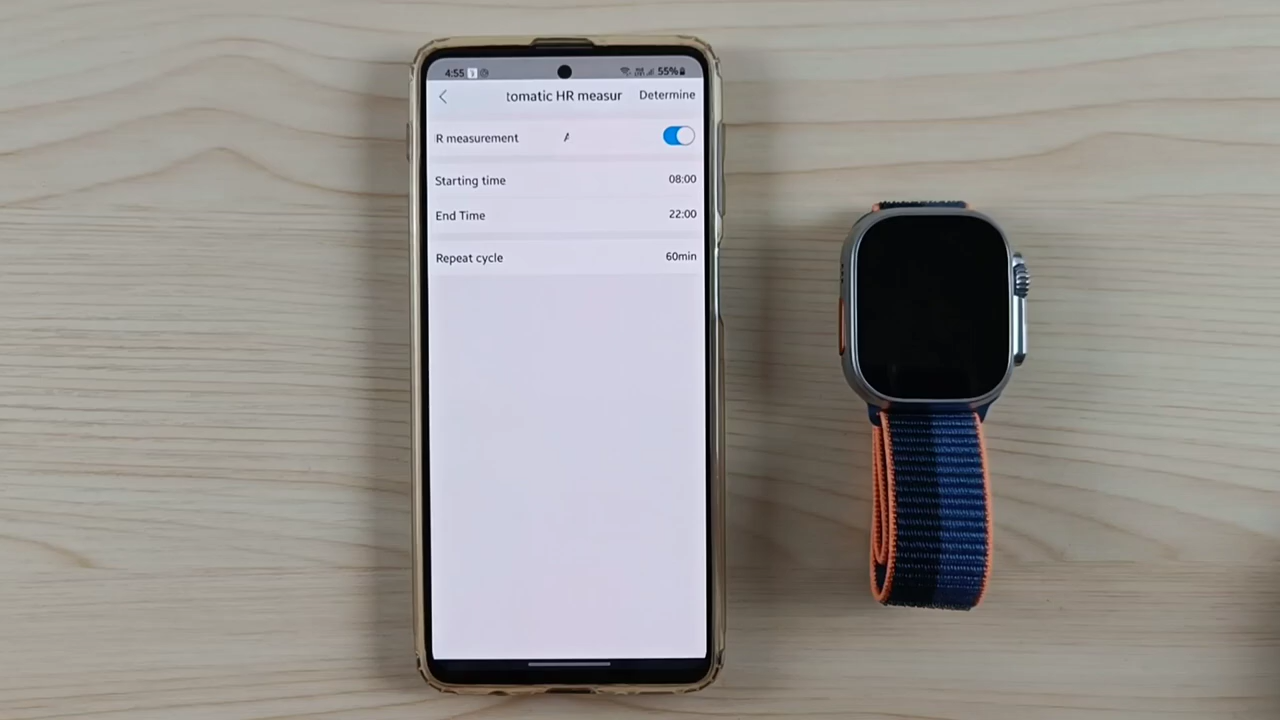 4:55 55%
tomatic HR measur Determine
R measurement A
Starting time 08:00
End Time 22:00
Repeat cycle 60min